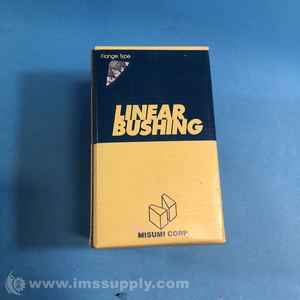 Flange Type
LINEAR
BUSHING
MISUMI CORP.
www.imssupply.com